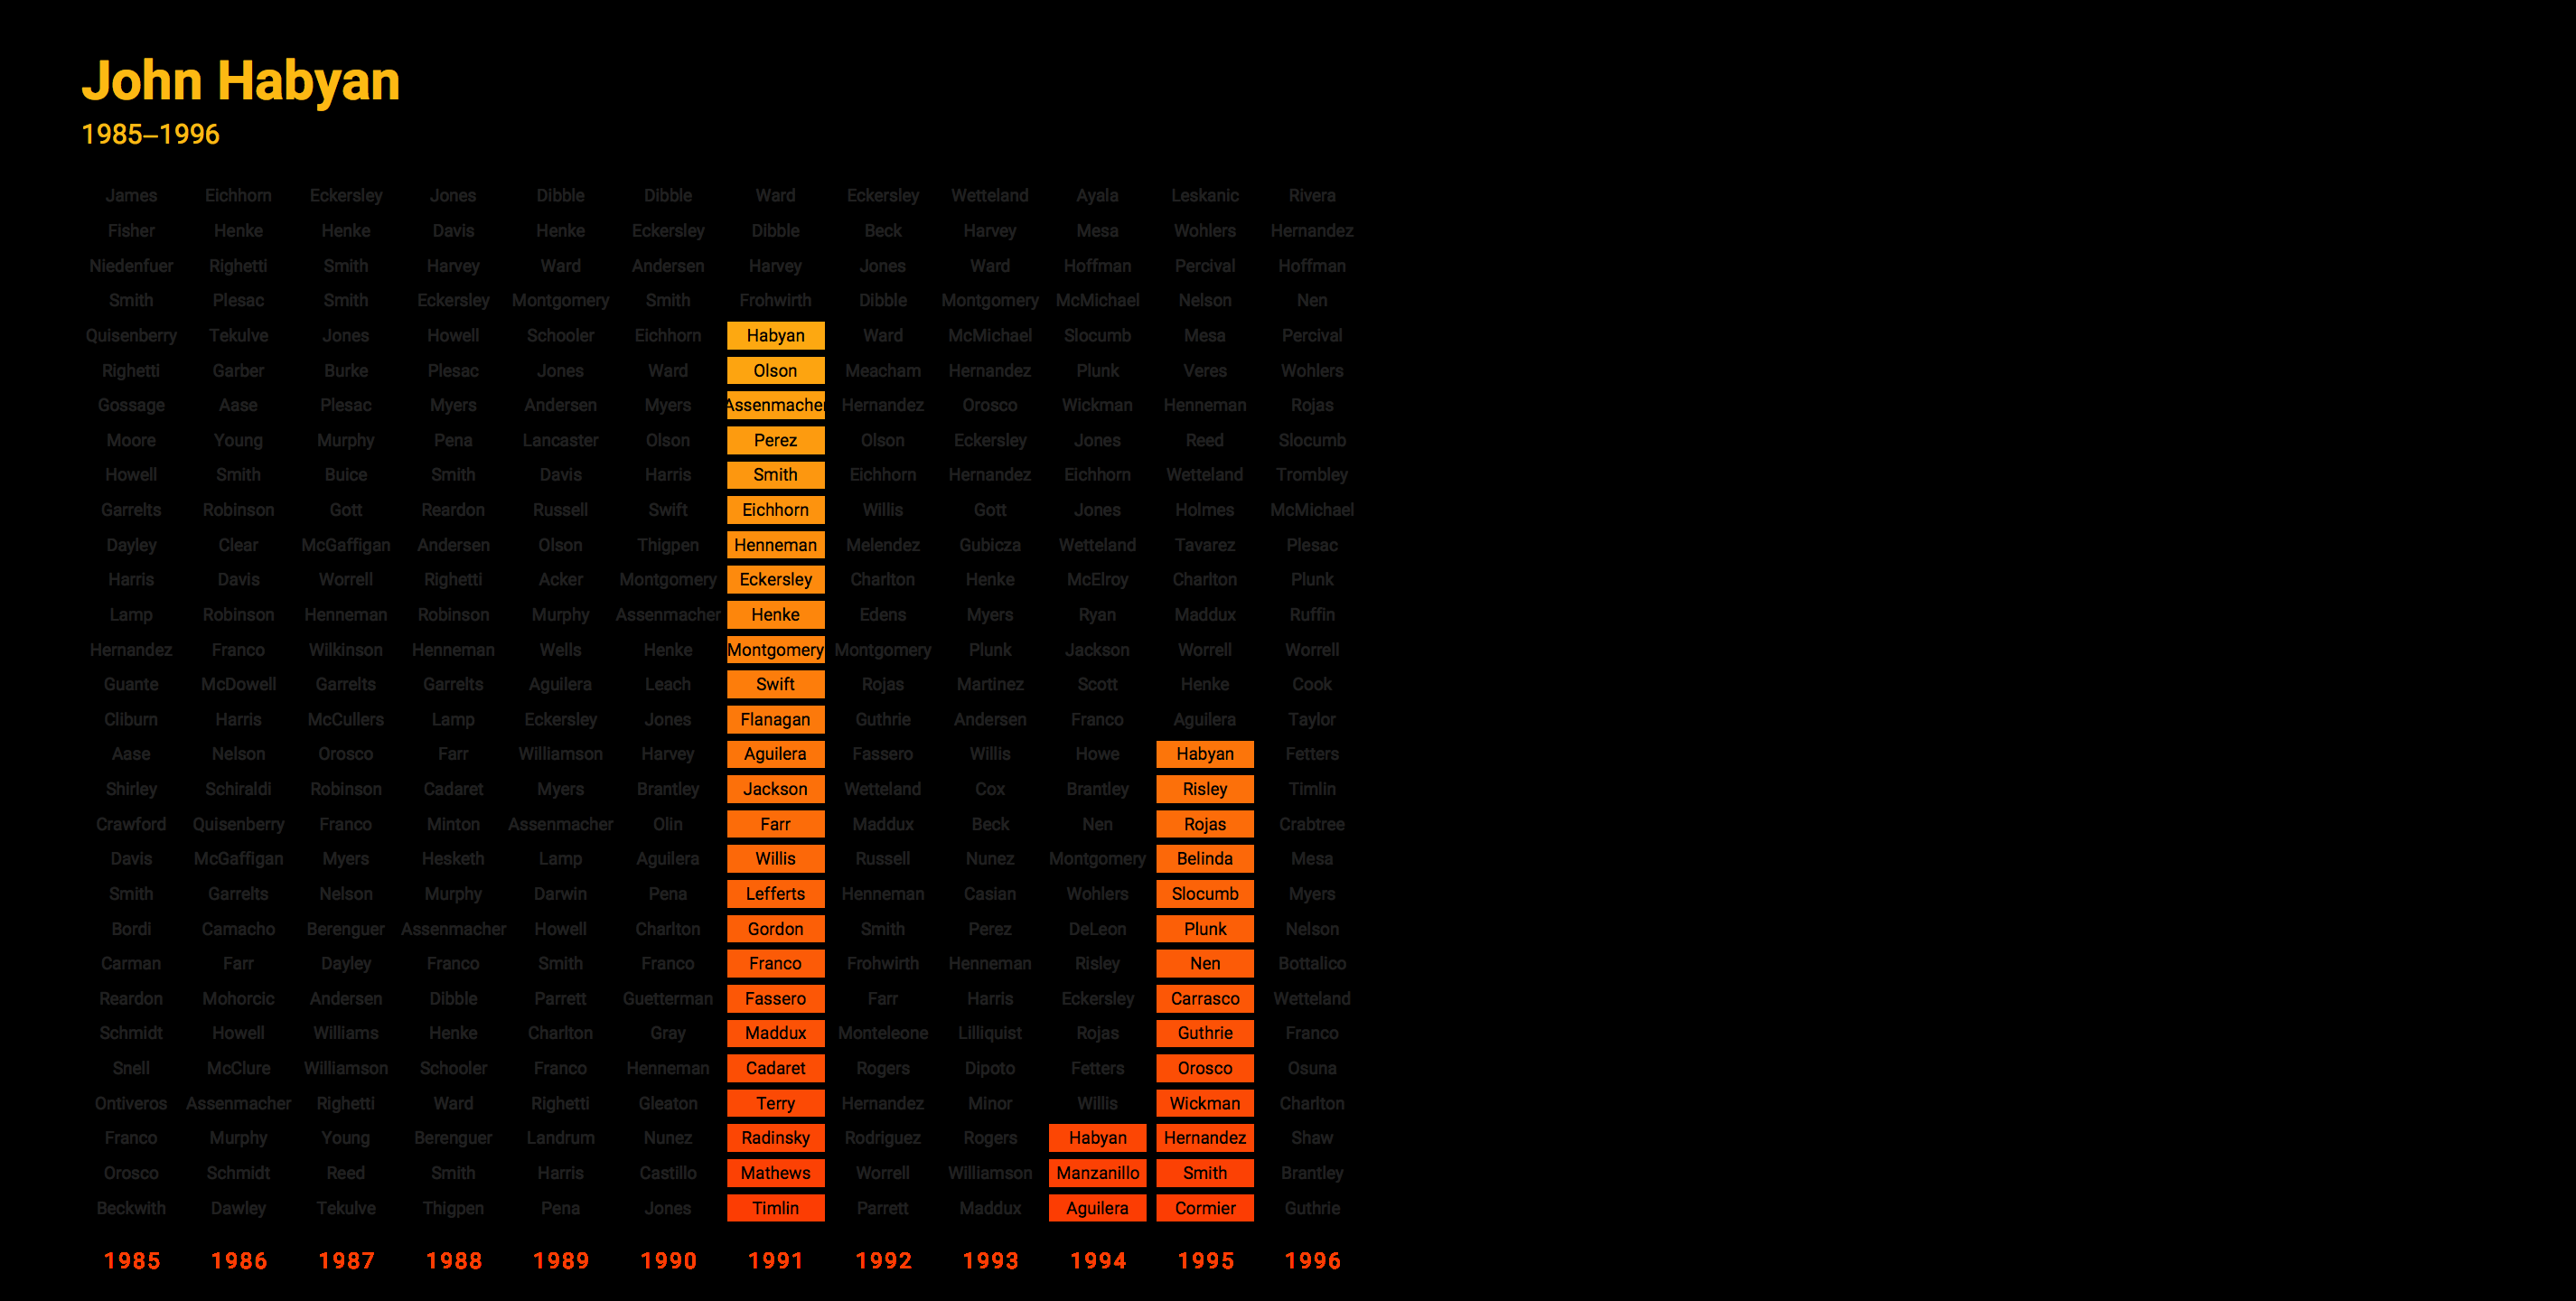 John Habyan
1985–1996
James Eichhorn Eckersley Jones Dibble Dibble Ward Eckersley Wetteland Ayala Leskanic Rivera
Fisher Henke Henke Davis Henke Eckersley Dibble Beck Harvey Mesa Wohlers Hernandez
Niedenfuer Righetti Smith Harvey Ward Andersen Harvey Jones Ward Hoffman Percival Hoffman
Smith Plesac Smith Eckersley Montgomery Smith Frohwirth Dibble Montgomery McMichael Nelson Nen
Quisenberry Tekulve Jones Howell Schooler Eichhorn Habyan Ward McMichael Slocumb Mesa Percival
Righetti Garber Burke Plesac Jones Ward Olson Meacham Hernandez Plunk Veres Wohlers
Gossage Aase Plesac Myers Andersen Myers Assenmacher Hernandez Orosco Wickman Henneman Rojas
Moore Young Murphy Pena Lancaster Olson Perez Olson Eckersley Jones Reed Slocumb
Howell Smith Buice Smith Davis Harris Smith Eichhorn Hernandez Eichhorn Wetteland Trombley
Garrelts Robinson Gott Reardon Russell Swift Eichhorn Willis Gott Jones Holmes McMichael
Dayley Clear McGaffigan Andersen Olson Thigpen Henneman Melendez Gubicza Wetteland Tavarez Plesac
Harris Davis Worrell Righetti Acker Montgomery Eckersley Charlton Henke McElroy Charlton Plunk
Lamp Robinson Henneman Robinson Murphy Assenmacher Henke Edens Myers Ryan Maddux Ruffin
Hernandez Franco Wilkinson Henneman Wells Henke Montgomery Montgomery Plunk Jackson Worrell Worrell
Guante McDowell Garrelts Garrelts Aguilera Leach Swift Rojas Martinez Scott Henke Cook
Cliburn Harris McCullers Lamp Eckersley Jones Flanagan Guthrie Andersen Franco Aguilera Taylor
Aase Nelson Orosco Farr Williamson Harvey Aguilera Fassero Willis Howe Habyan Fetters
Shirley Schiraldi Robinson Cadaret Myers Brantley Jackson Wetteland Cox Brantley Risley Timlin
Crawford Quisenberry Franco Minton Assenmacher Olin Farr Maddux Beck Nen Rojas Crabtree
Davis McGaffigan Myers Hesketh Lamp Aguilera Willis Russell Nunez Montgomery Belinda Mesa
Smith Garrelts Nelson Murphy Darwin Pena Lefferts Henneman Casian Wohlers Slocumb Myers
Bordi Camacho Berenguer Assenmacher Howell Charlton Gordon Smith Perez DeLeon Plunk Nelson
Carman Farr Dayley Franco Smith Franco Franco Frohwirth Henneman Risley Nen Bottalico
Reardon Mohorcic Andersen Dibble Parrett Guetterman Fassero Farr Harris Eckersley Carrasco Wetteland
Schmidt Howell Williams Henke Charlton Gray Maddux Monteleone Lilliquist Rojas Guthrie Franco
Snell McClure Williamson Schooler Franco Henneman Cadaret Rogers Dipoto Fetters Orosco Osuna
Ontiveros Assenmacher Righetti Ward Righetti Gleaton Terry Hernandez Minor Willis Wickman Charlton
Franco Murphy Young Berenguer Landrum Nunez Radinsky Rodriguez Rogers Habyan Hernandez Shaw
Orosco Schmidt Reed Smith Harris Castillo Mathews Worrell Williamson Manzanillo Smith Brantley
Beckwith Dawley Tekulve Thigpen Pena Jones Timlin Parrett Maddux Aguilera Cormier Guthrie
1985 1986 1987 1988 1989 1990 1991 1992 1993 1994 1995 1996